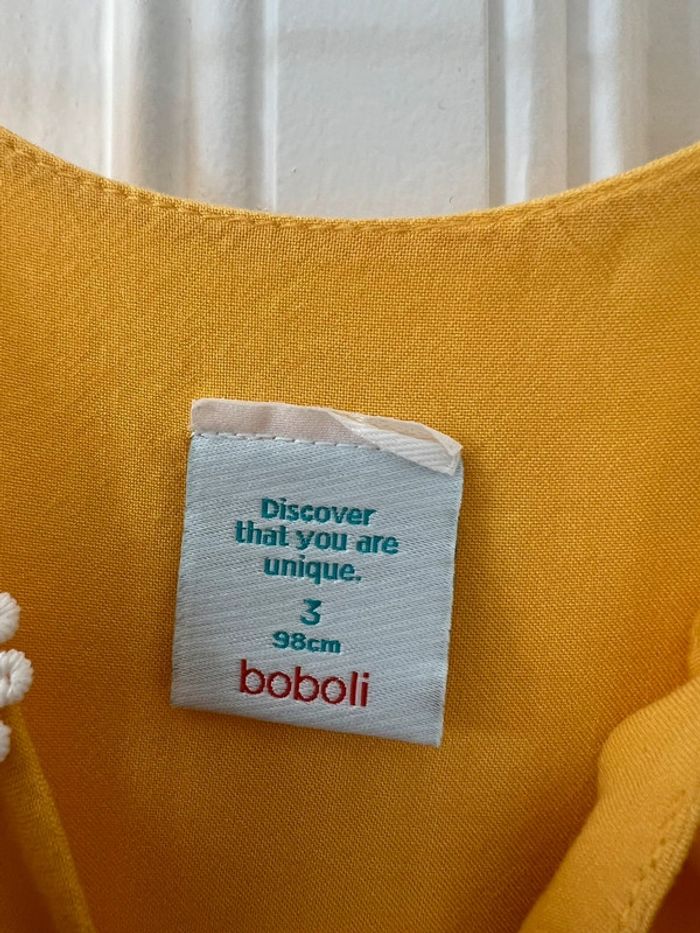 Discover
that you are
unique.
3
98cm
boboli